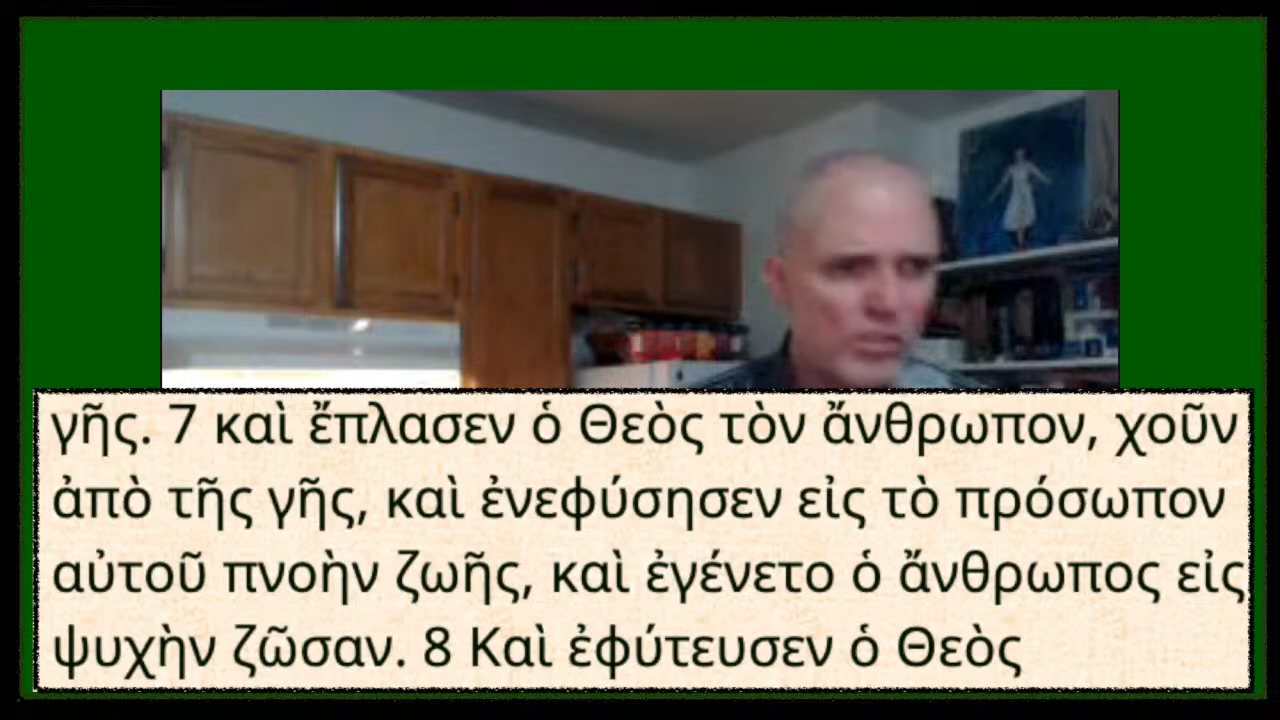 γῆς. 7 καὶ ἔπλασεν ὁ Θεὸς τὸν ἄνθρωπον, χοῦν
ἀπὸ τῆς γῆς, καὶ ἐνεφύσησεν εἰς τὸ πρόσωπον
αὐτοῦ πνοὴν ζωῆς, καὶ ἐγένετο ὁ ἄνθρωπος εἰς
ψυχὴν ζῶσαν. 8 Καὶ ἐφύτευσεν ὁ Θεὸς